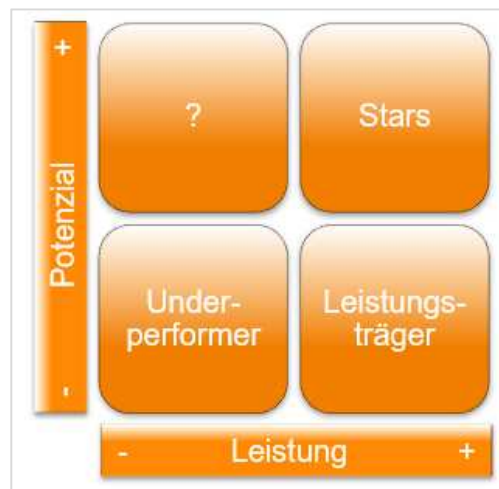 +
Potenzial
-
?
Stars
Under-
performer
Leistungs-
träger
- Leistung +